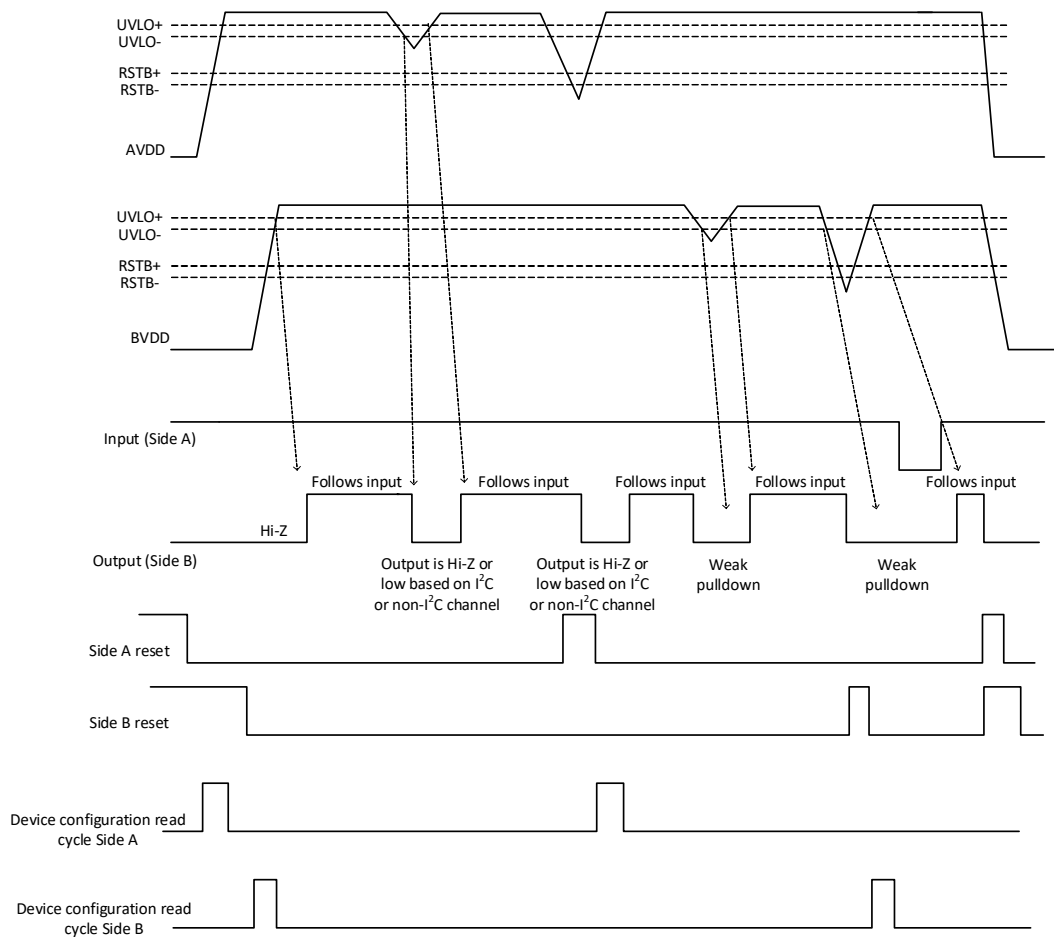 UVLO+
UVLO-
RSTB+
RSTB-
AVDD
UVLO+
UVLO-
RSTB+
RSTB-
BVDD
Input (Side A)
Follows input
Follows input
Follows input
Follows input
Follows input
Hi-Z
Output (Side B)
Output is Hi-Z or
low based on I²C
or non-I²C channel
Output is Hi-Z or
low based on I²C
or non-I²C channel
Weak
pulldown
Weak
pulldown
Side A reset
Side B reset
Device configuration read
cycle Side A
Device configuration read
cycle Side B